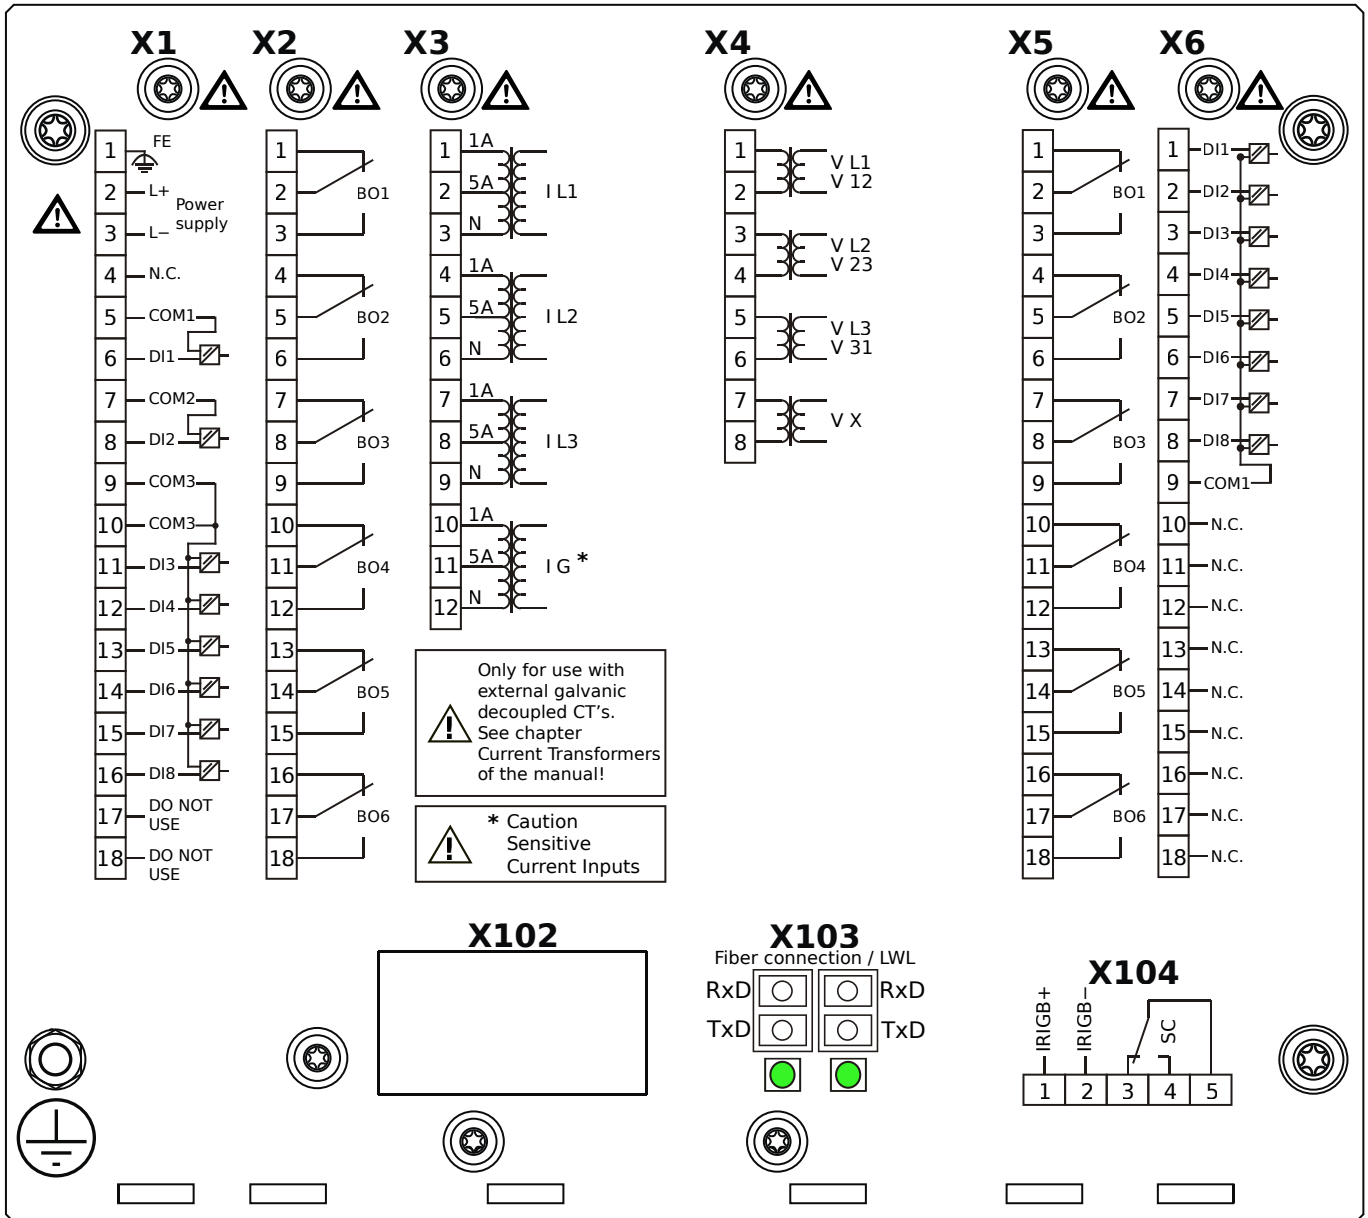 X1 X2 X3 X4 X5 X6
1 FE
2 L+
3 L−
Power
supply
4 N.C.
5 COM1
6 DI1
7 COM2
8 DI2
9 COM3
10 COM3
11 DI3
12 DI4
13 DI5
14 DI6
15 DI7
16 DI8
17 DO NOT
USE
18 DO NOT
USE
1
2 BO1
3
4
5 BO2
6
7
8 BO3
9
10
11 BO4
12
13
14 BO5
15
16
17 BO6
18
1 1A
2 5A I L1
3 N
4 1A
5 5A I L2
6 N
7 1A
8 5A I L3
9 N
10 1A
11 5A I G *
12 N
Only for use with
external galvanic
decoupled CT's.
See chapter
Current Transformers
of the manual!
* Caution
Sensitive
Current Inputs
1 V L1
2 V 12
3 V L2
4 V 23
5 V L3
6 V 31
7 V X
8
1
2 BO1
3
4
5 BO2
6
7
8 BO3
9
10
11 BO4
12
13
14 BO5
15
16
17 BO6
18
1 DI1
2 DI2
3 DI3
4 DI4
5 DI5
6 DI6
7 DI7
8 DI8
9 COM1
10 N.C.
11 N.C.
12 N.C.
13 N.C.
14 N.C.
15 N.C.
16 N.C.
17 N.C.
18 N.C.
X102
X103
Fiber connection / LWL
RxD RxD
TxD TxD
X104
IRIGB+
IRIGB−
SC
1 2 3 4 5